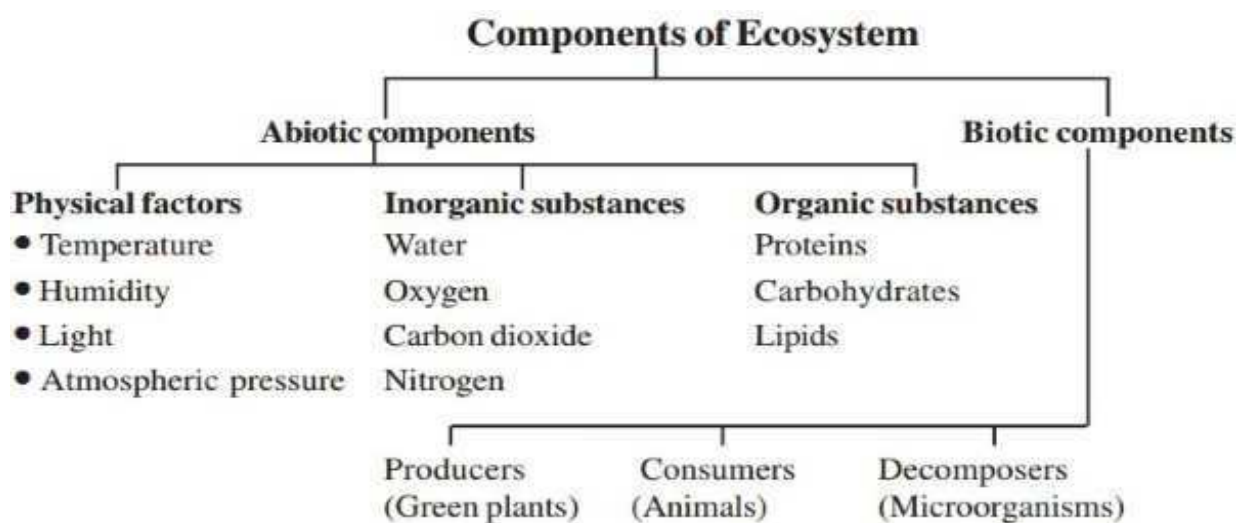 Components of Ecosystem
Abiotic components Biotic components
Physical factors Inorganic substances Organic substances
• Temperature Water Proteins
• Humidity Oxygen Carbohydrates
• Light Carbon dioxide Lipids
• Atmospheric pressure Nitrogen
Producers Consumers Decomposers
(Green plants) (Animals) (Microorganisms)